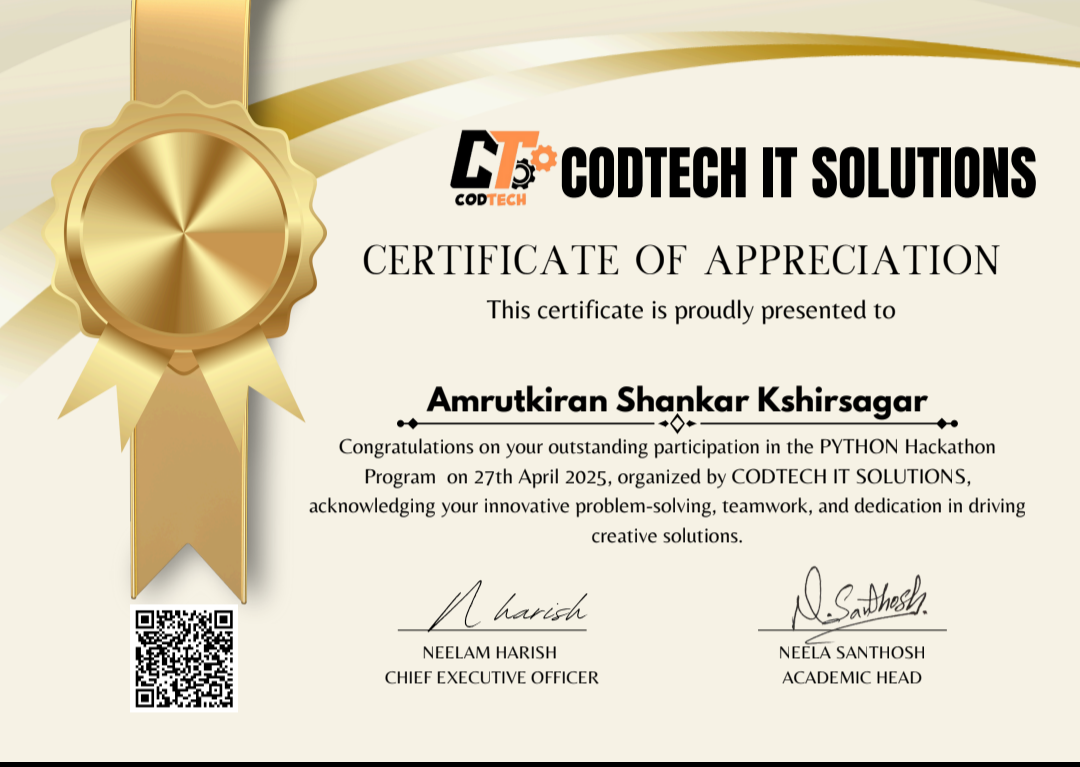 CT
CODTECH
CODTECH IT SOLUTIONS
CERTIFICATE OF APPRECIATION
This certificate is proudly presented to
Amrutkiran Shankar Kshirsagar
Congratulations on your outstanding participation in the PYTHON Hackathon
Program on 27th April 2025, organized by CODTECH IT SOLUTIONS,
acknowledging your innovative problem-solving, teamwork, and dedication in driving
creative solutions.
N harish
N.Santhosh.
NEELAM HARISH
NEELA SANTHOSH
CHIEF EXECUTIVE OFFICER
ACADEMIC HEAD